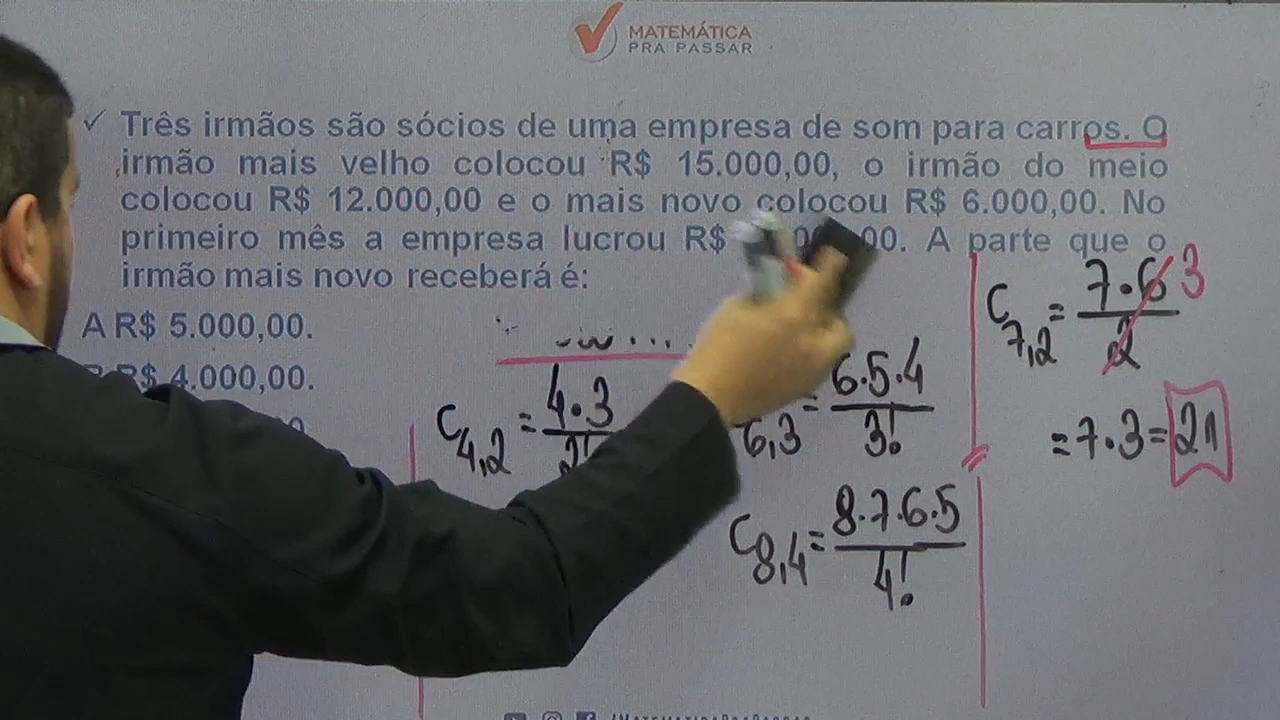 MATEMÁTICA
PRA PASSAR
✓ Três irmãos são sócios de uma empresa de som para carros. O
irmão mais velho colocou R$ 15.000,00, o irmão do meio
colocou R$ 12.000,00 e o mais novo colocou R$ 6.000,00. No
primeiro mês a empresa lucrou R$ 00. A parte que o
irmão mais novo receberá é:
A R$ 5.000,00.
R$ 4.000,00.
C4,2 = 4.3 / 2!
6,3 = 6.5.4 / 3!
C8,4 = 8.7.6.5 / 4!
C7,2 = 7.6 / 2 3
= 7.3 = 21